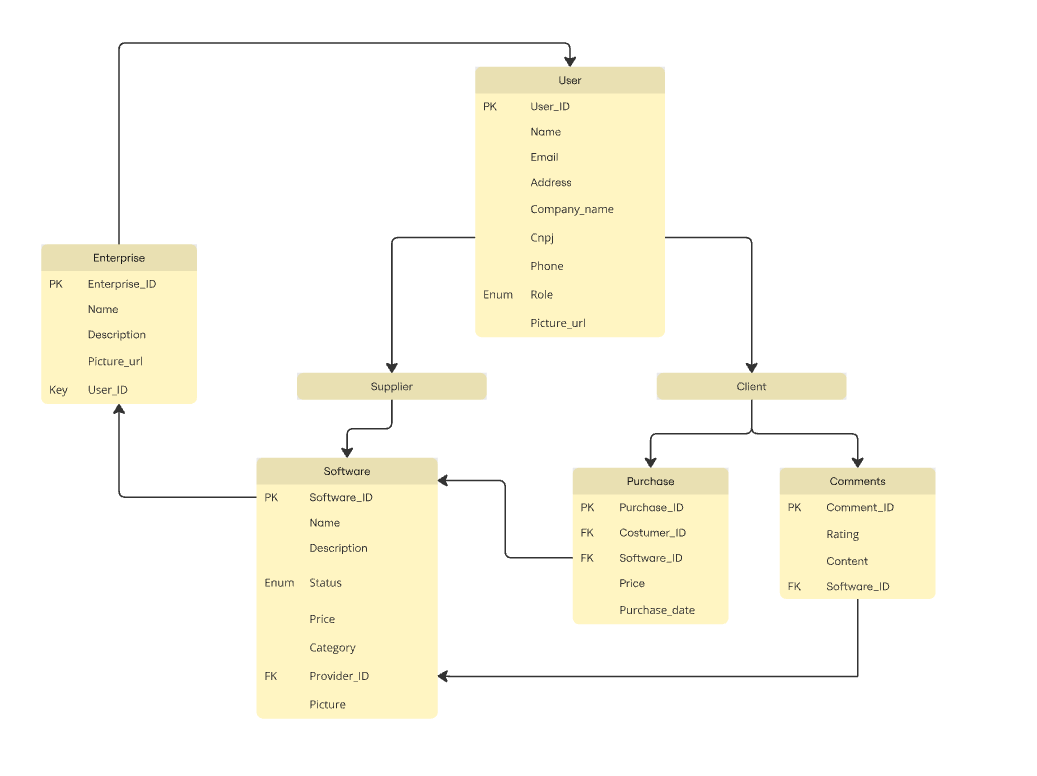 User
PK User_ID
Name
Email
Address
Company_name
Cnpj
Phone
Enum Role
Picture_url
Enterprise
PK Enterprise_ID
Name
Description
Picture_url
Key User_ID
Supplier
Client
Software
PK Software_ID
Name
Description
Enum Status
Price
Category
FK Provider_ID
Picture
Purchase
PK Purchase_ID
FK Costumer_ID
FK Software_ID
Price
Purchase_date
Comments
PK Comment_ID
Rating
Content
FK Software_ID